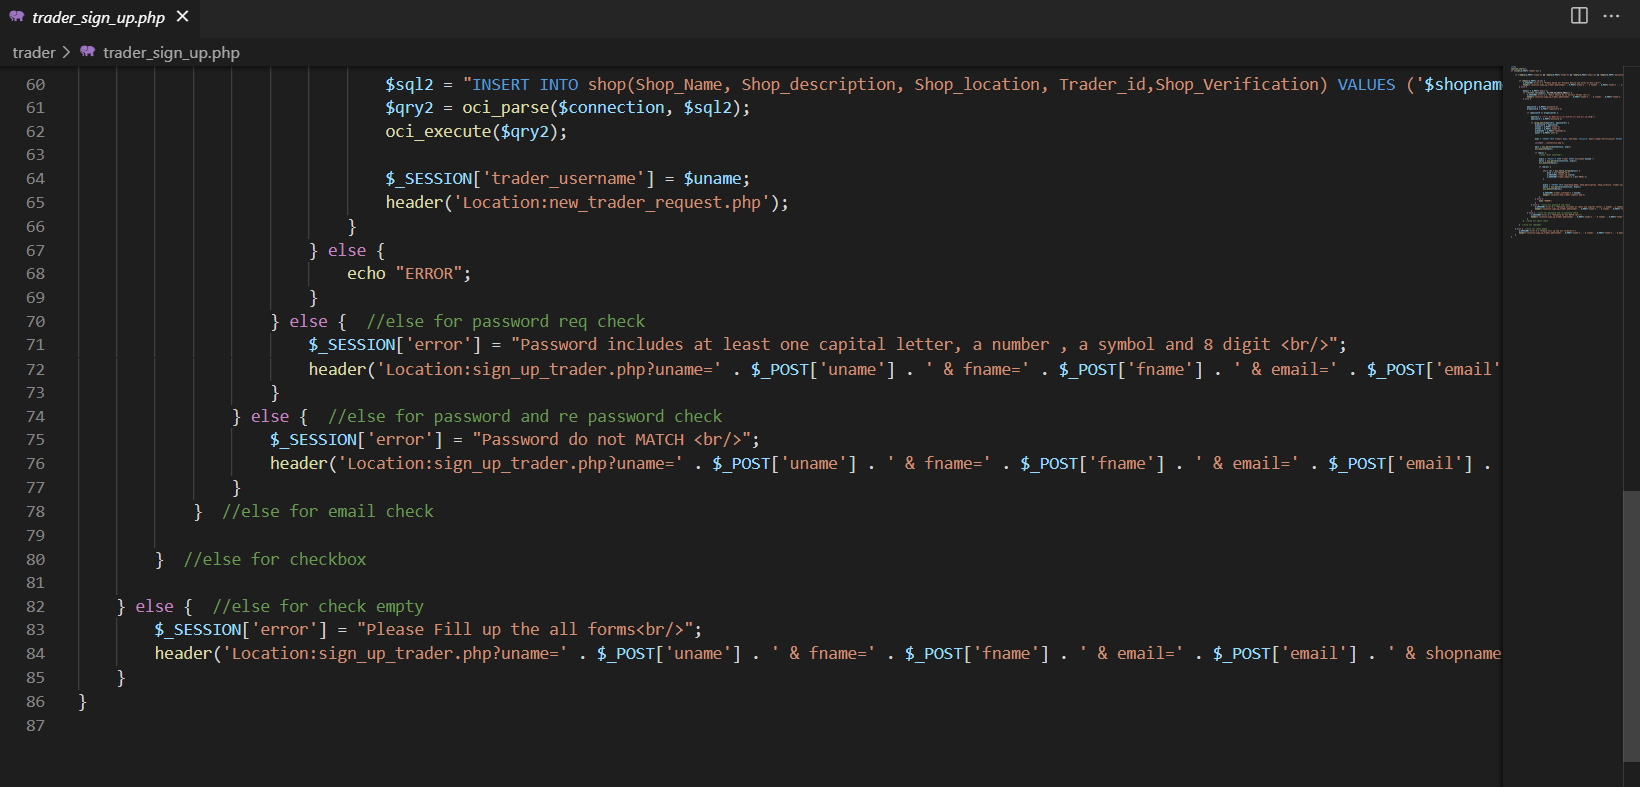 trader_sign_up.php
trader > trader_sign_up.php
60 $sql2 = "INSERT INTO shop(Shop_Name, Shop_description, Shop_location, Trader_id,Shop_Verification) VALUES ('$shopnam
61 $qry2 = oci_parse($connection, $sql2);
62 oci_execute($qry2);
63
64 $_SESSION['trader_username'] = $uname;
65 header('Location:new_trader_request.php');
66 }
67 } else {
68 echo "ERROR";
69 }
70 } else { //else for password req check
71 $_SESSION['error'] = "Password includes at least one capital letter, a number , a symbol and 8 digit <br/>";
72 header('Location:sign_up_trader.php?uname=' . $_POST['uname'] . ' & fname=' . $_POST['fname'] . ' & email=' . $_POST['email'
73 }
74 } else { //else for password and re password check
75 $_SESSION['error'] = "Password do not MATCH <br/>";
76 header('Location:sign_up_trader.php?uname=' . $_POST['uname'] . ' & fname=' . $_POST['fname'] . ' & email=' . $_POST['email'] .
77 }
78 } //else for email check
79
80 } //else for checkbox
81
82 } else { //else for check empty
83 $_SESSION['error'] = "Please Fill up the all forms<br/>";
84 header('Location:sign_up_trader.php?uname=' . $_POST['uname'] . ' & fname=' . $_POST['fname'] . ' & email=' . $_POST['email'] . ' & shopname
85 }
86 }
87